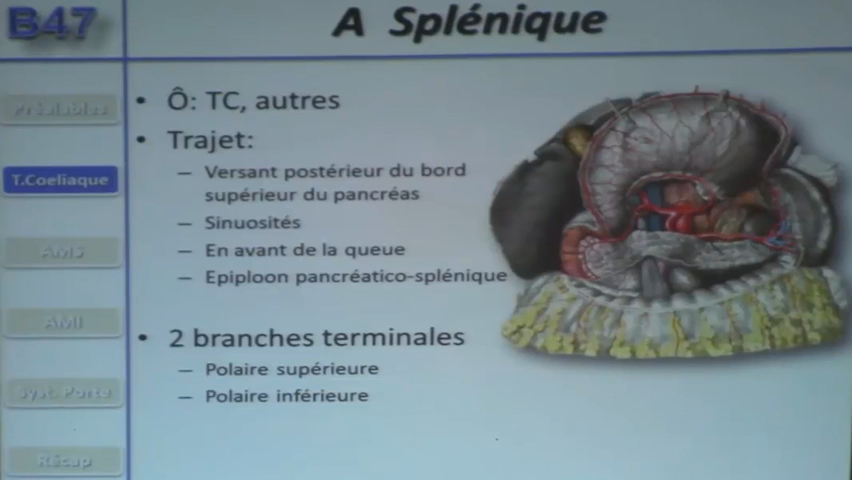 B47
A Splénique
Préalables
T.Coeliaque
AMS
AMI
Syst. Porte
Récap
• Ô: TC, autres
• Trajet:
– Versant postérieur du bord
supérieur du pancréas
– Sinuosités
– En avant de la queue
– Epiploon pancréatico-splénique
• 2 branches terminales
– Polaire supérieure
– Polaire inférieure